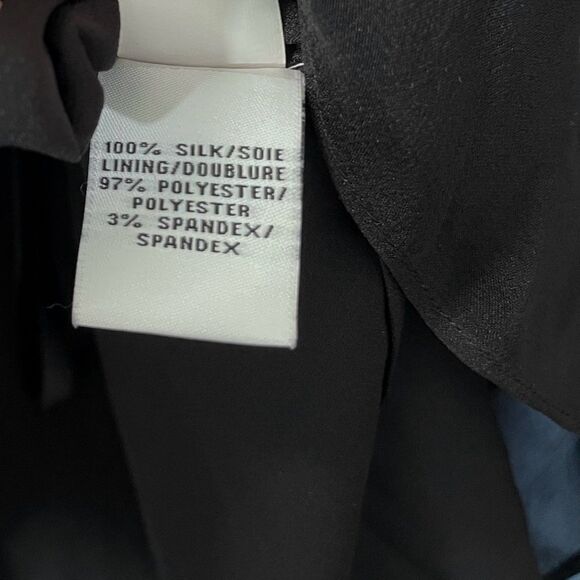 100% SILK/SOIE
LINING/DOUBLURE
97% POLYESTER/
POLYESTER
3% SPANDEX/
SPANDEX